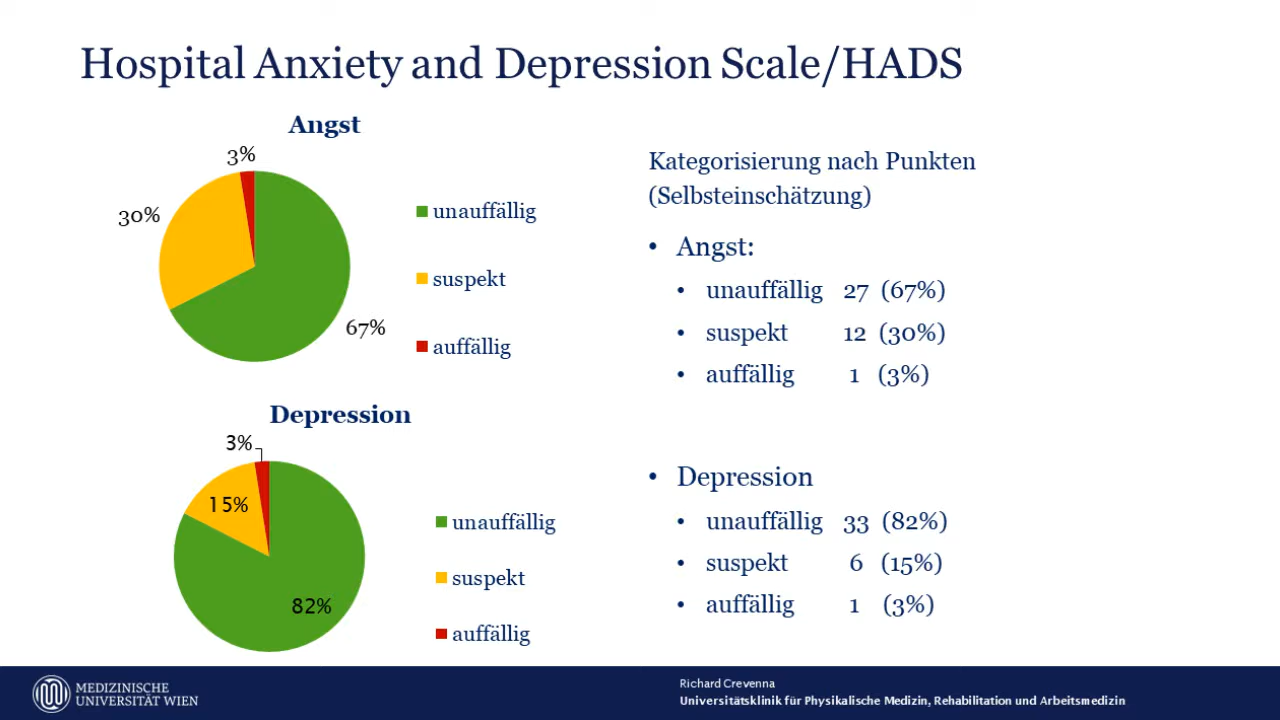 Hospital Anxiety and Depression Scale/HADS
Angst
3%
30%
67%
unauffällig
suspekt
auffällig
Depression
3%
15%
82%
unauffällig
suspekt
auffällig
Kategorisierung nach Punkten
(Selbsteinschätzung)
• Angst:
• unauffällig 27 (67%)
• suspekt 12 (30%)
• auffällig 1 (3%)
• Depression
• unauffällig 33 (82%)
• suspekt 6 (15%)
• auffällig 1 (3%)
MEDIZINISCHE
UNIVERSITÄT WIEN
Richard Crevenna
Universitätsklinik für Physikalische Medizin, Rehabilitation und Arbeitsmedizin